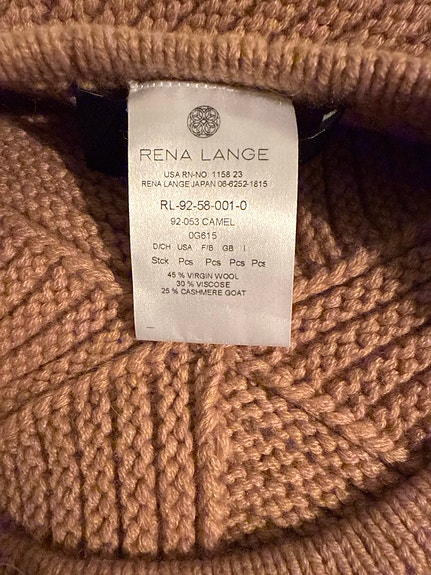 RENA LANGE
USA RN-NO 1158 23
RENA LANGE JAPAN 06-6252-1815
RL-92-58-001-0
92-053 CAMEL
0G615
D/CH USA F/B GB I
Stck Pcs Pcs Pcs Pcs
45 % VIRGIN WOOL
30 % VISCOSE
25 % CASHMERE GOAT